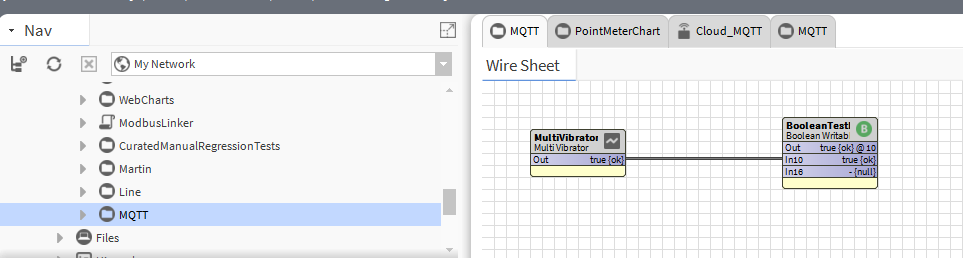 Nav
My Network
WebCharts
ModbusLinker
CuratedManualRegressionTests
Martin
Line
MQTT
Files
MQTT
PointMeterChart
Cloud_MQTT
MQTT
Wire Sheet
MultiVibrator
Multi Vibrator
Out true {ok}
BooleanTest
B
Boolean Writab
Out true {ok} @ 10
In10 true {ok}
In16 - {null}